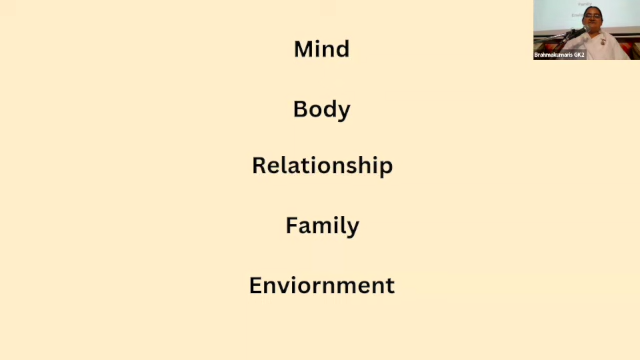 Mind
Body
Relationship
Family
Enviornment
Brahmakumaris GK2